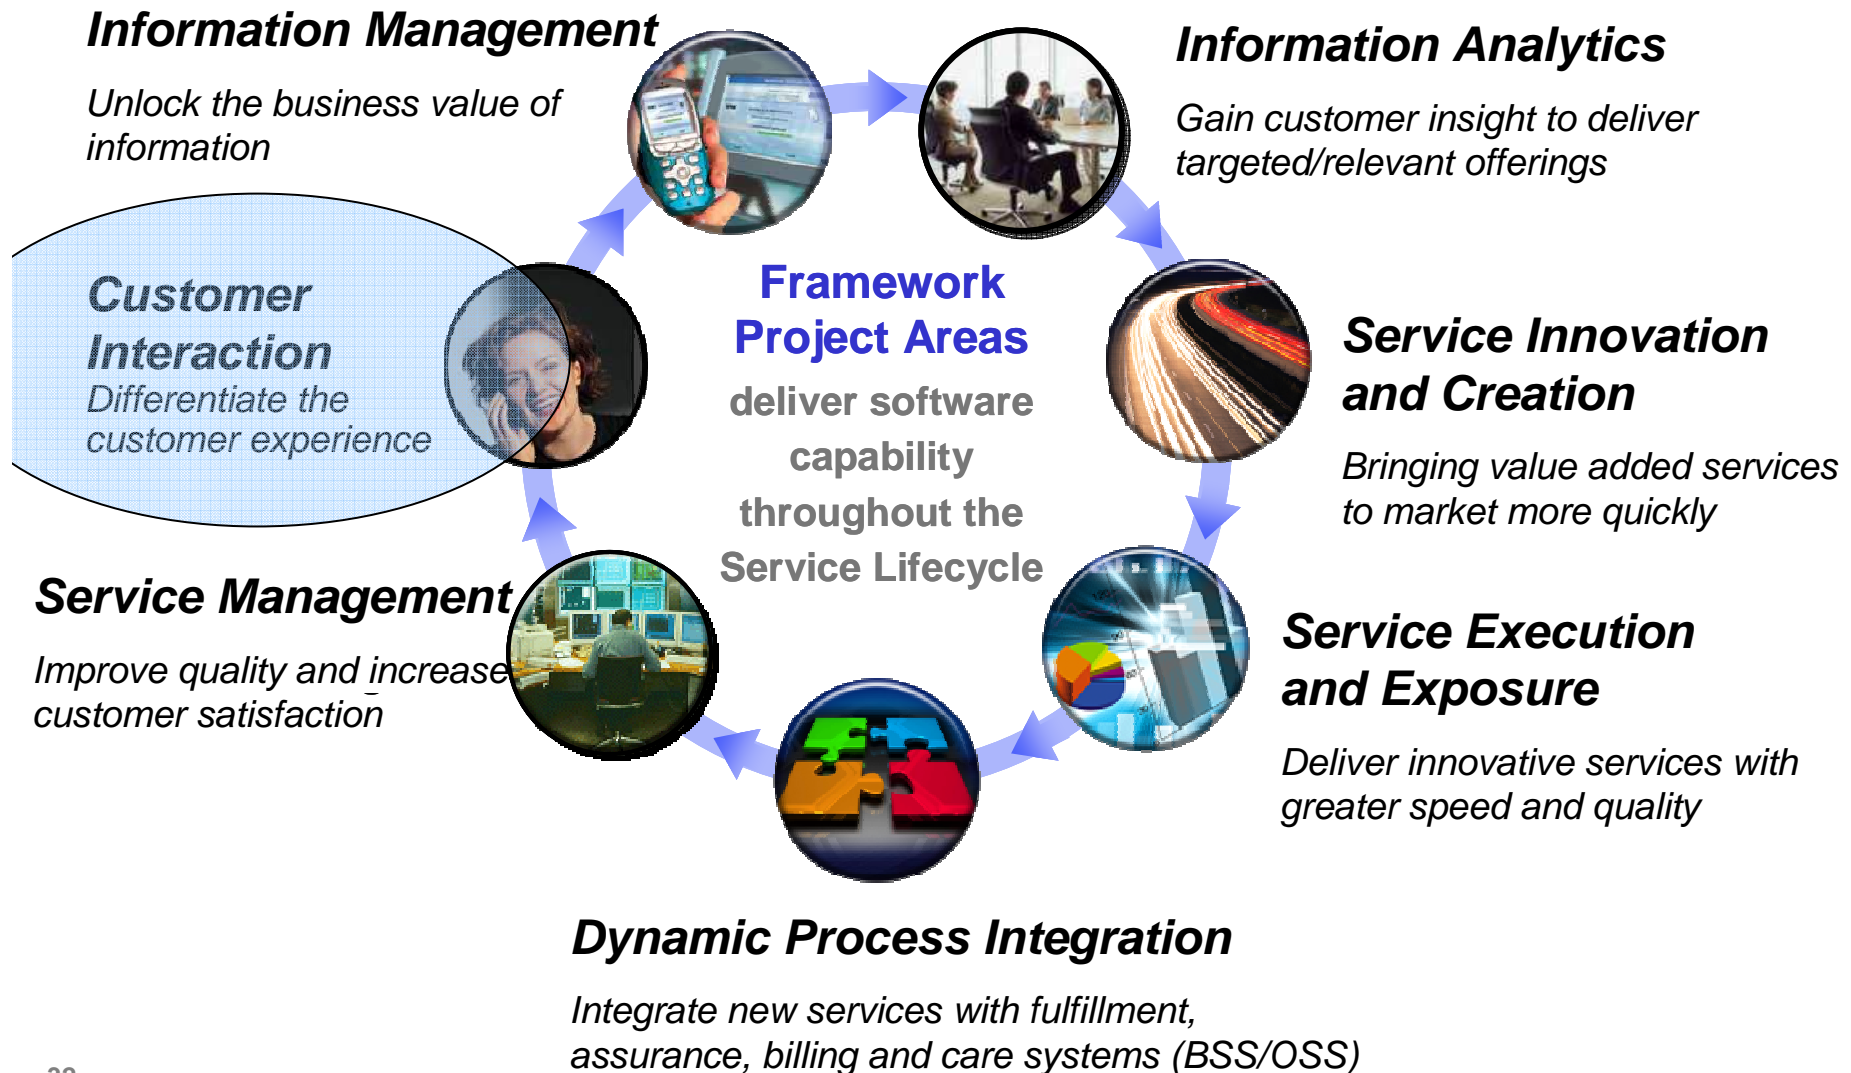 Information Management
Unlock the business value of
information
Information Analytics
Gain customer insight to deliver
targeted/relevant offerings
Customer
Interaction
Differentiate the
customer experience
Framework
Project Areas
deliver software
capability
throughout the
Service Lifecycle
Service Innovation
and Creation
Bringing value added services
to market more quickly
Service Management
Improve quality and increase
customer satisfaction
Service Execution
and Exposure
Deliver innovative services with
greater speed and quality
Dynamic Process Integration
Integrate new services with fulfillment,
assurance, billing and care systems (BSS/OSS)